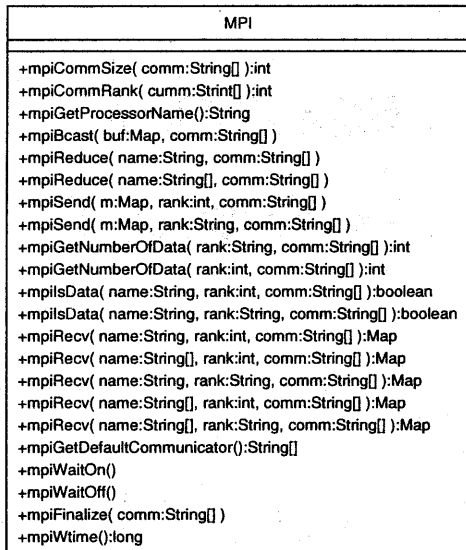 MPI
+mpiCommSize( comm:String[] ):int
+mpiCommRank( cumm:Strint[] ):int
+mpiGetProcessorName():String
+mpiBcast( buf:Map, comm:String[] )
+mpiReduce( name:String, comm:String[] )
+mpiReduce( name:String[], comm:String[] )
+mpiSend( m:Map, rank:int, comm:String[] )
+mpiSend( m:Map, rank:String, comm:String[] )
+mpiGetNumberOfData( rank:String, comm:String[] ):int
+mpiGetNumberOfData( rank:int, comm:String[] ):int
+mpiIsData( name:String, rank:int, comm:String[] ):boolean
+mpiIsData( name:String, rank:String, comm:String[] ):boolean
+mpiRecv( name:String, rank:int, comm:String[] ):Map
+mpiRecv( name:String[], rank:int, comm:String[] ):Map
+mpiRecv( name:String, rank:String, comm:String[] ):Map
+mpiRecv( name:String[], rank:int, comm:String[] ):Map
+mpiRecv( name:String[], rank:String, comm:String[] ):Map
+mpiGetDefaultCommunicator():String[]
+mpiWaitOn()
+mpiWaitOff()
+mpiFinalize( comm:String[] )
+mpiWtime():long